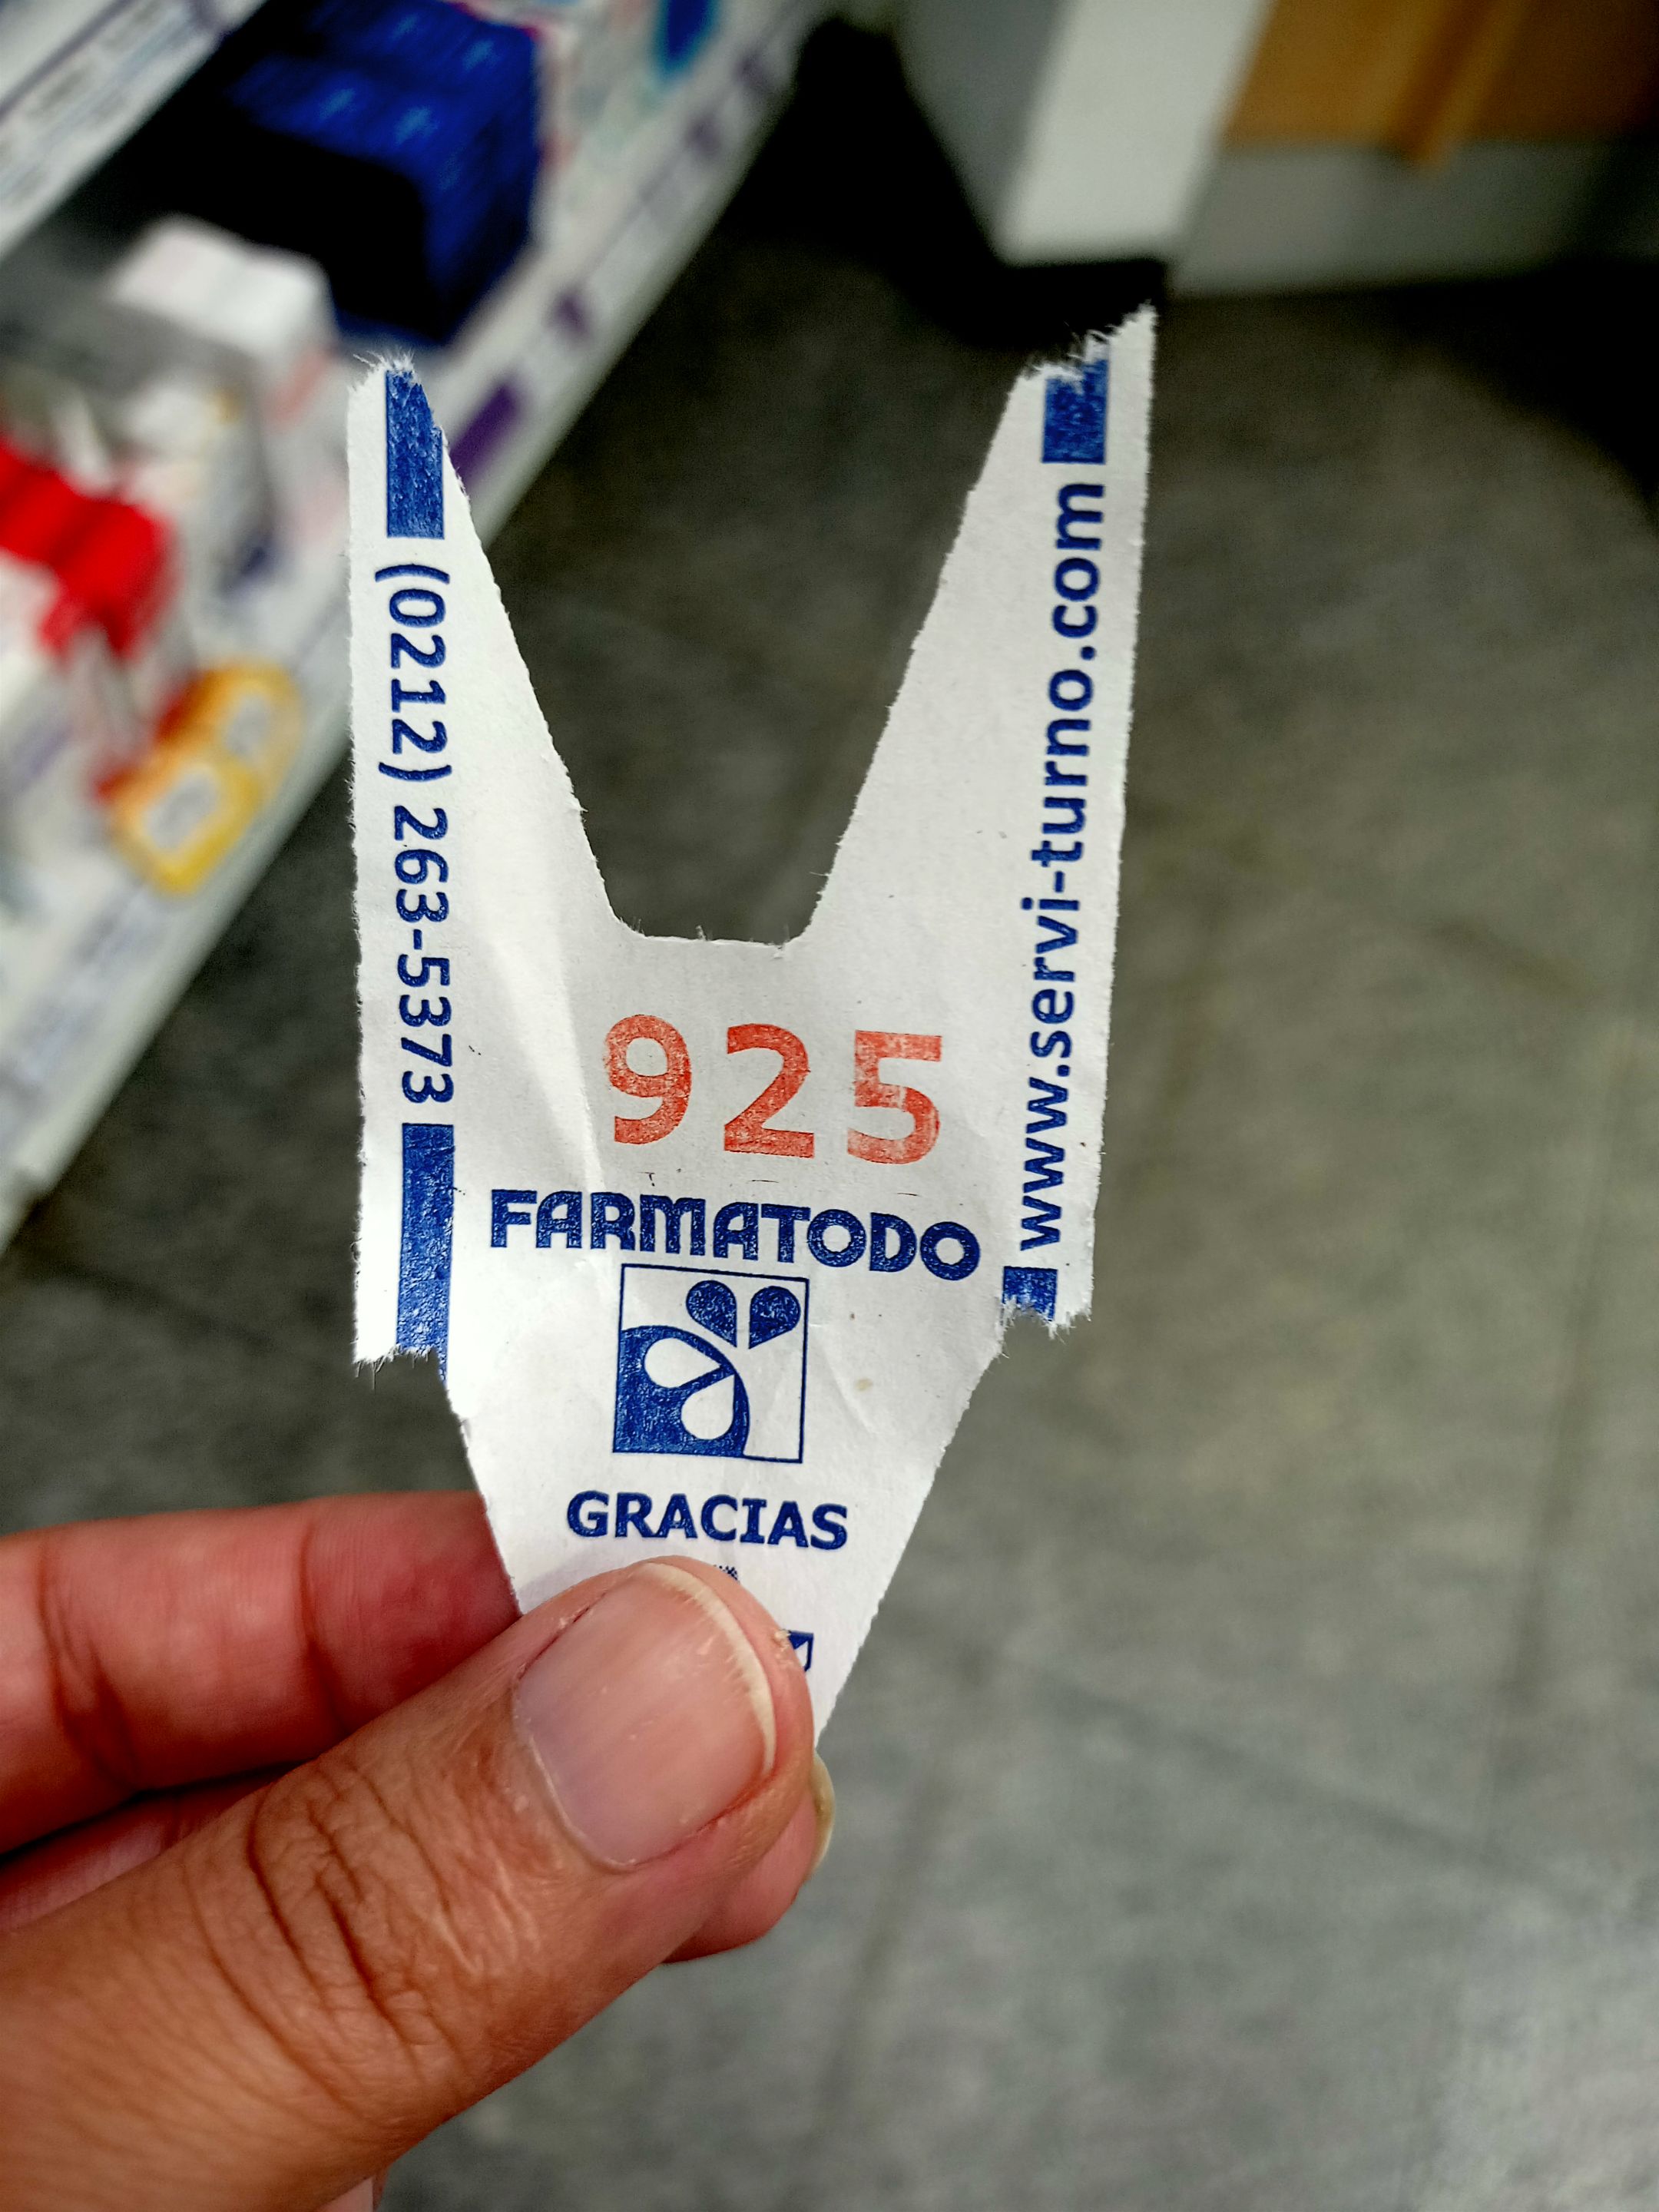 (0212) 263-5373
www.servi-turno.com
925
FARMATODO
GRACIAS